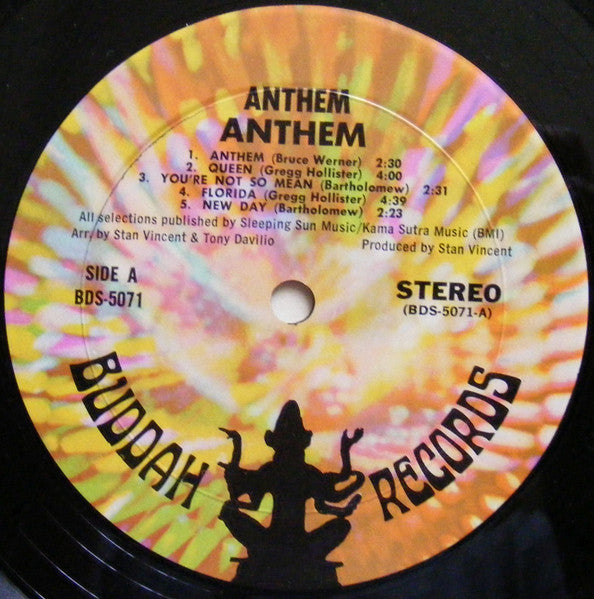 ANTHEM
ANTHEM
1. ANTHEM (Bruce Werner) 2:30
2. QUEEN (Gregg Hollister) 4:00
3. YOU'RE NOT SO MEAN (Bartholomew) 2:31
4. FLORIDA (Gregg Hollister) 4:39
5. NEW DAY (Bartholomew) 2:23
All selections published by Sleeping Sun Music/Kama Sutra Music (BMI)
Arr. by Stan Vincent & Tony Davilio Produced by Stan Vincent
SIDE A
BDS-5071
STEREO
(BDS-5071-A)
BUDDAH RECORDS